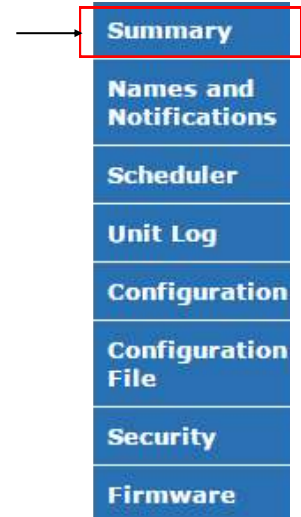 Summary
Names and
Notifications
Scheduler
Unit Log
Configuration
Configuration
File
Security
Firmware